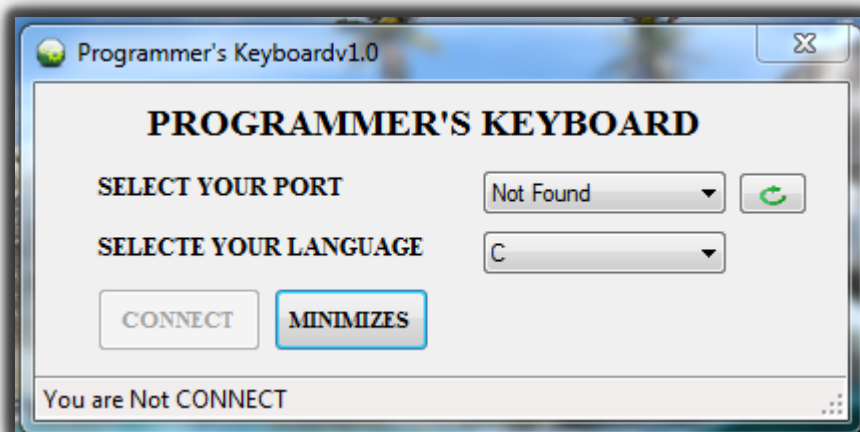 Programmer's Keyboardv1.0
PROGRAMMER'S KEYBOARD
SELECT YOUR PORT
Not Found
SELECTE YOUR LANGUAGE
C
CONNECT
MINIMIZES
You are Not CONNECT